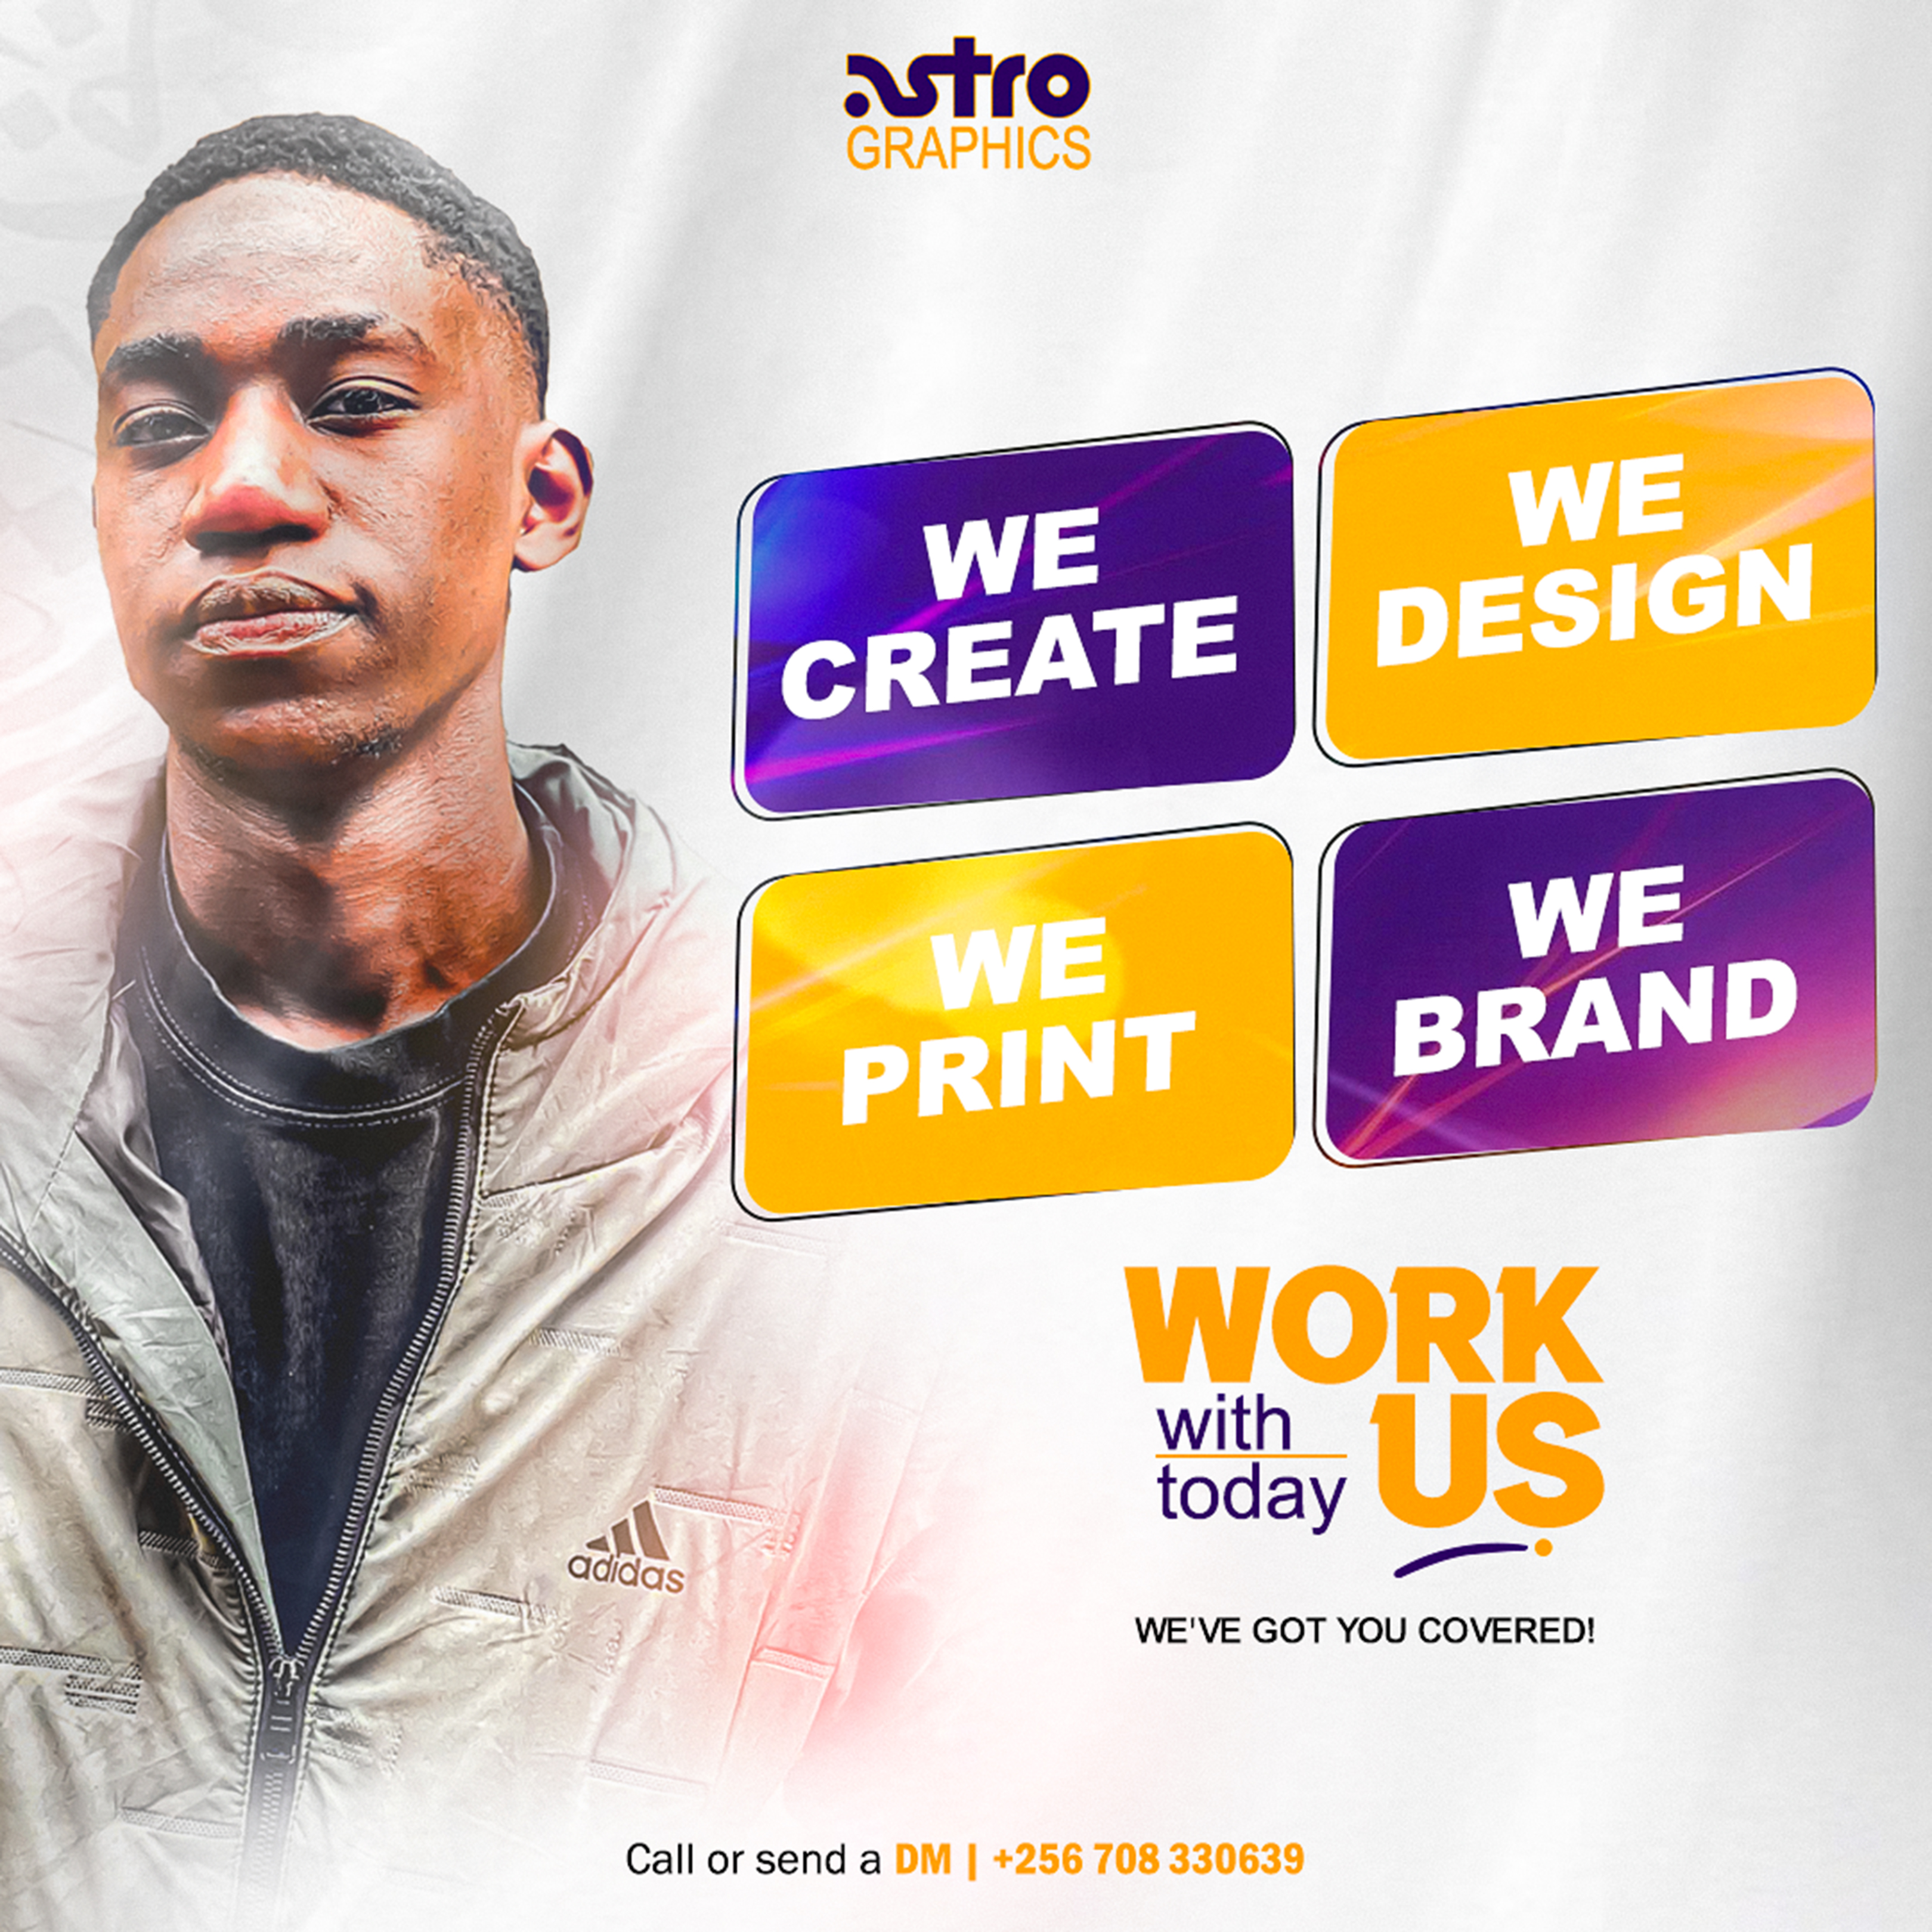 astro
GRAPHICS
WE
CREATE
WE
DESIGN
WE
PRINT
WE
BRAND
WORK
with
today
US
WE'VE GOT YOU COVERED!
adidas
Call or send a DM | +256 708 330639